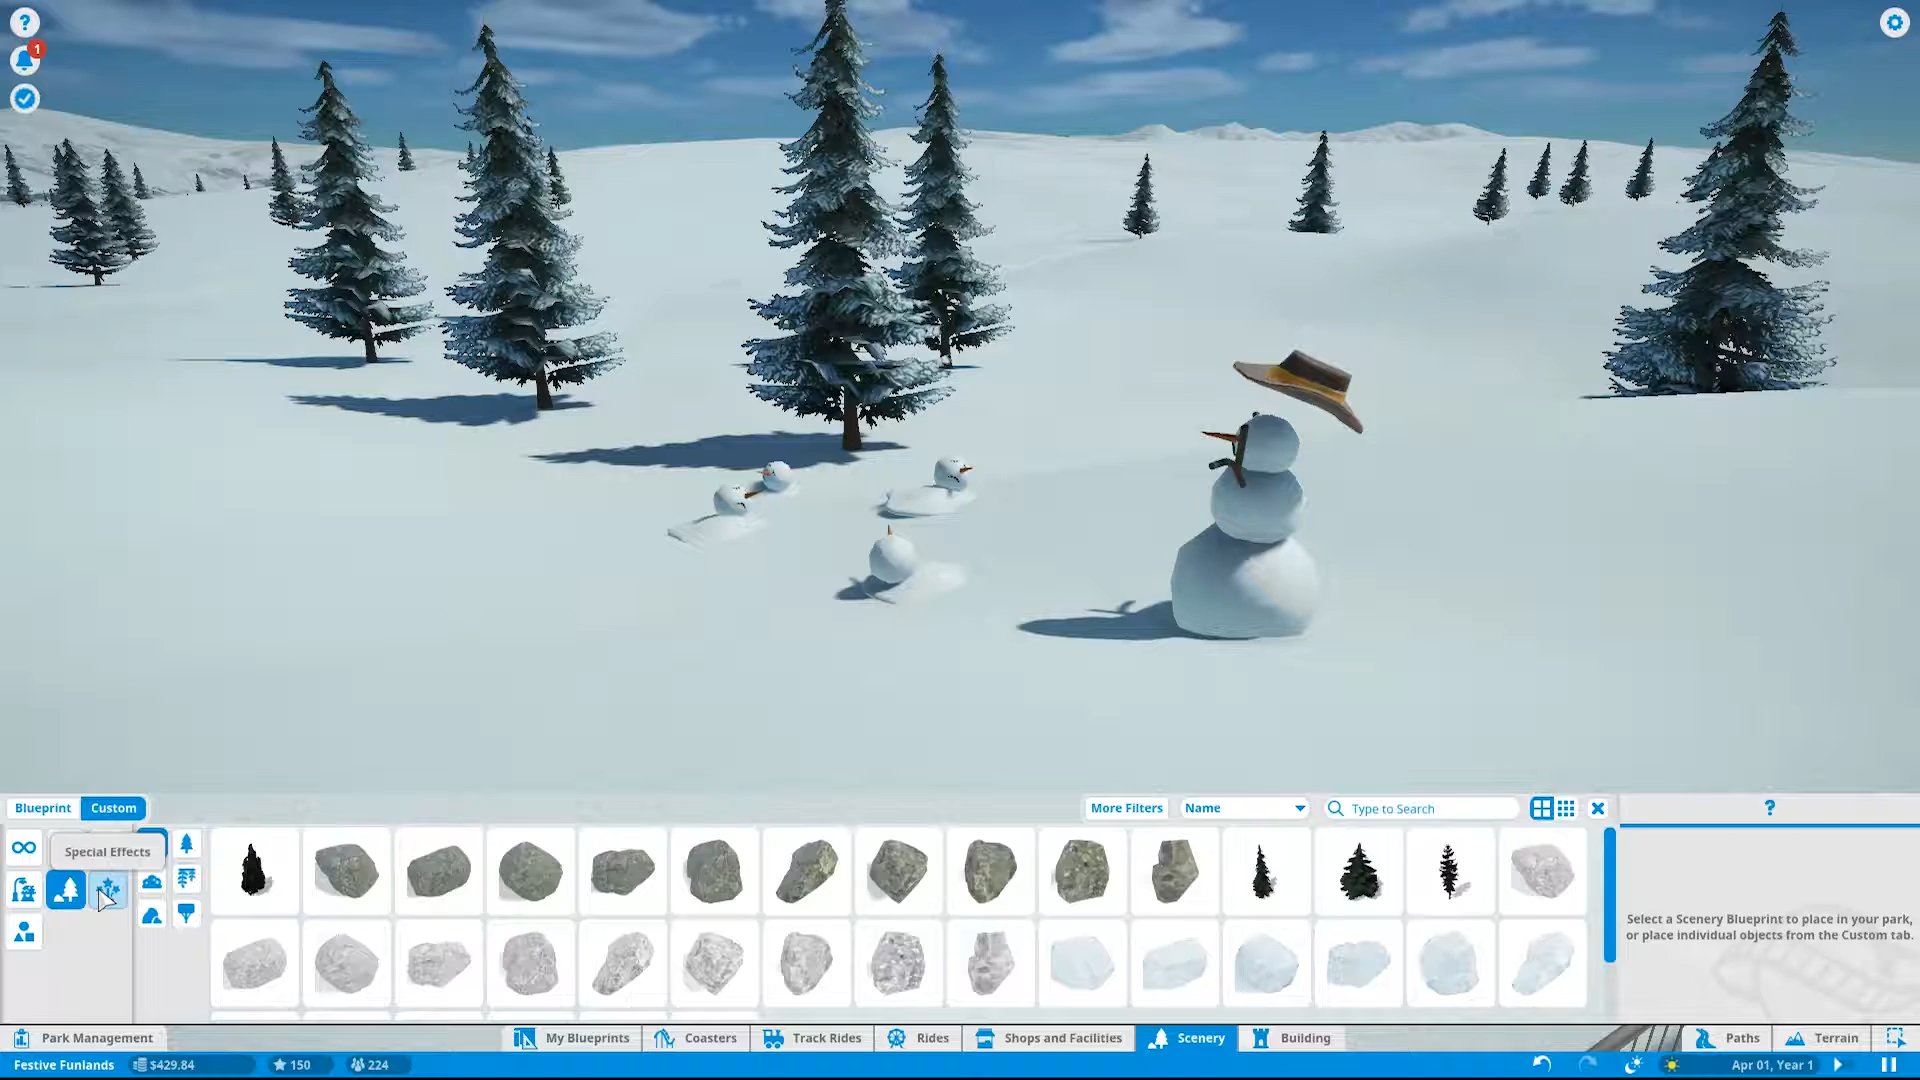 ?
1
Blueprint Custom
More Filters Name Type to Search ?
Special Effects
Select a Scenery Blueprint to place in your park,
or place individual objects from the Custom tab.
Park Management My Blueprints Coasters Track Rides Rides Shops and Facilities Scenery Building Paths Terrain
Festive Funlands $429.84 150 224 Apr 01, Year 1